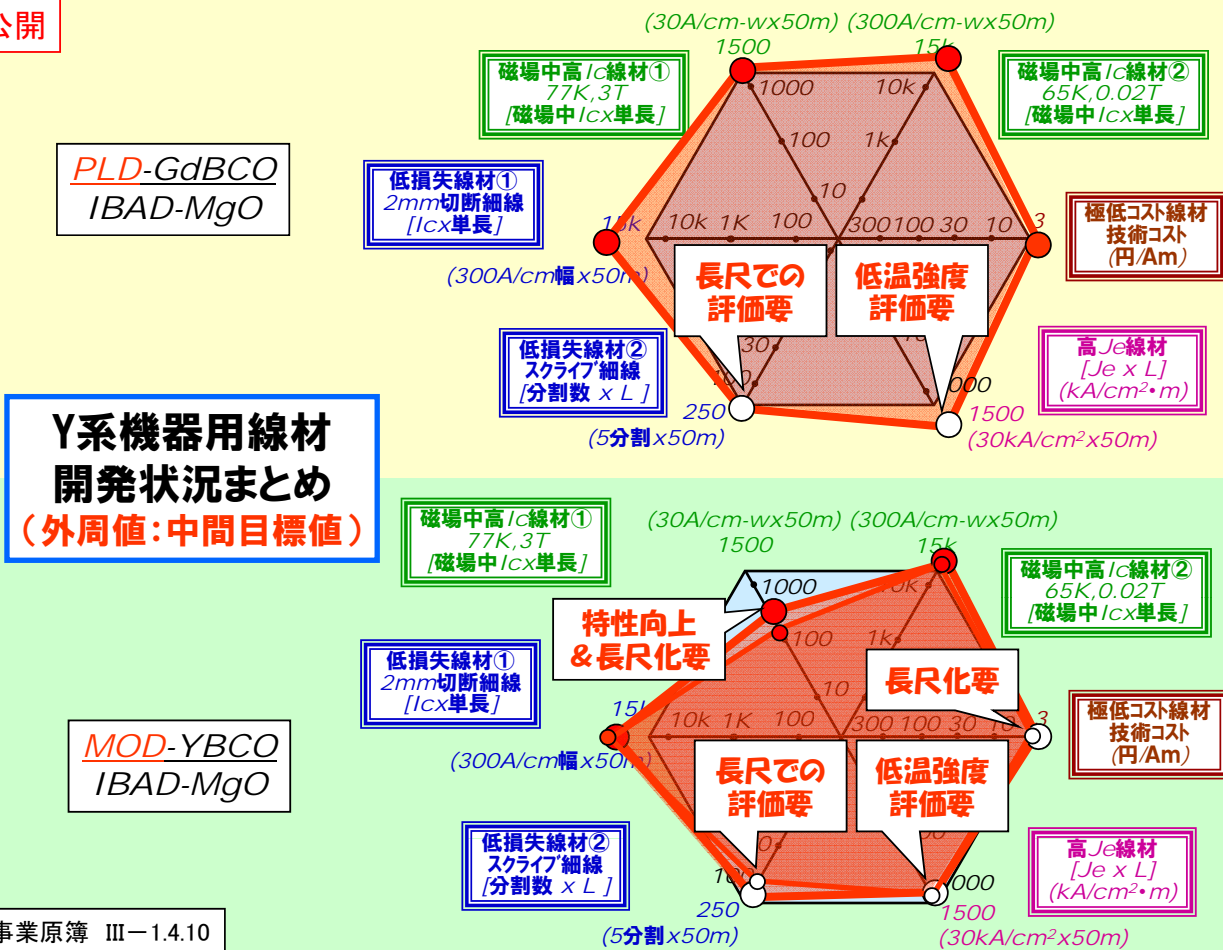 公開
(30A/cm-wx50m) (300A/cm-wx50m)
1500
15k
磁場中高Ic線材①
77K,3T
[磁場中Icx単長]
磁場中高Ic線材②
65K,0.02T
[磁場中Icx単長]
1000
10k
100
1k
10
PLD-GdBCO
IBAD-MgO
低損失線材①
2mm切断細線
[Icx単長]
極低コスト線材
技術コスト
(円/Am)
15k
10k 1K 100
300 100 30 10
3
(300A/cm幅x50m)
長尺での
評価要
低温強度
評価要
低損失線材②
スクライブ細線
[分割数 x L]
高Je線材
[Je x L]
(kA/cm²•m)
30
100
000
250
(5分割x50m)
1500
(30kA/cm²x50m)
Y系機器用線材
開発状況まとめ
(外周値:中間目標値)
磁場中高Ic線材①
77K,3T
[磁場中Icx単長]
(30A/cm-wx50m) (300A/cm-wx50m)
1500
15k
磁場中高Ic線材②
65K,0.02T
[磁場中Icx単長]
1000
10k
特性向上
&長尺化要
100
1k
10
長尺化要
低損失線材①
2mm切断細線
[Icx単長]
極低コスト線材
技術コスト
(円/Am)
15k
10k 1K 100
300 100 30 10
3
(300A/cm幅x50m)
MOD-YBCO
IBAD-MgO
長尺での
評価要
低温強度
評価要
低損失線材②
スクライブ細線
[分割数 x L]
高Je線材
[Je x L]
(kA/cm²•m)
100
000
250
(5分割x50m)
1500
(30kA/cm²x50m)
事業原簿 III-1.4.10